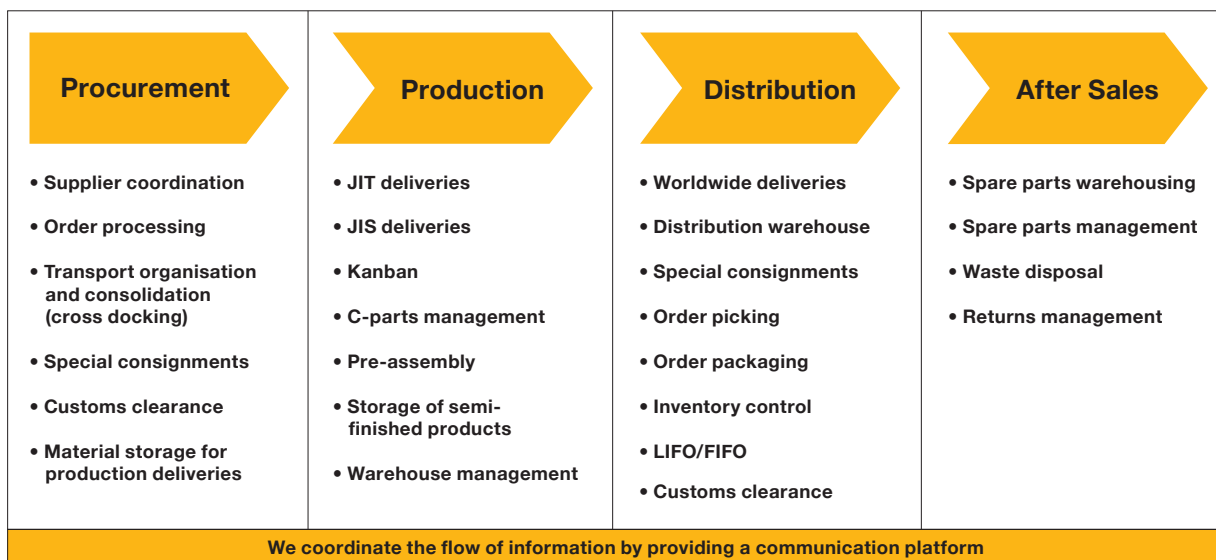 Procurement
• Supplier coordination
• Order processing
• Transport organisation
and consolidation
(cross docking)
• Special consignments
• Customs clearance
• Material storage for
production deliveries
Production
• JIT deliveries
• JIS deliveries
• Kanban
• C-parts management
• Pre-assembly
• Storage of semi-
finished products
• Warehouse management
Distribution
• Worldwide deliveries
• Distribution warehouse
• Special consignments
• Order picking
• Order packaging
• Inventory control
• LIFO/FIFO
• Customs clearance
After Sales
• Spare parts warehousing
• Spare parts management
• Waste disposal
• Returns management
We coordinate the flow of information by providing a communication platform